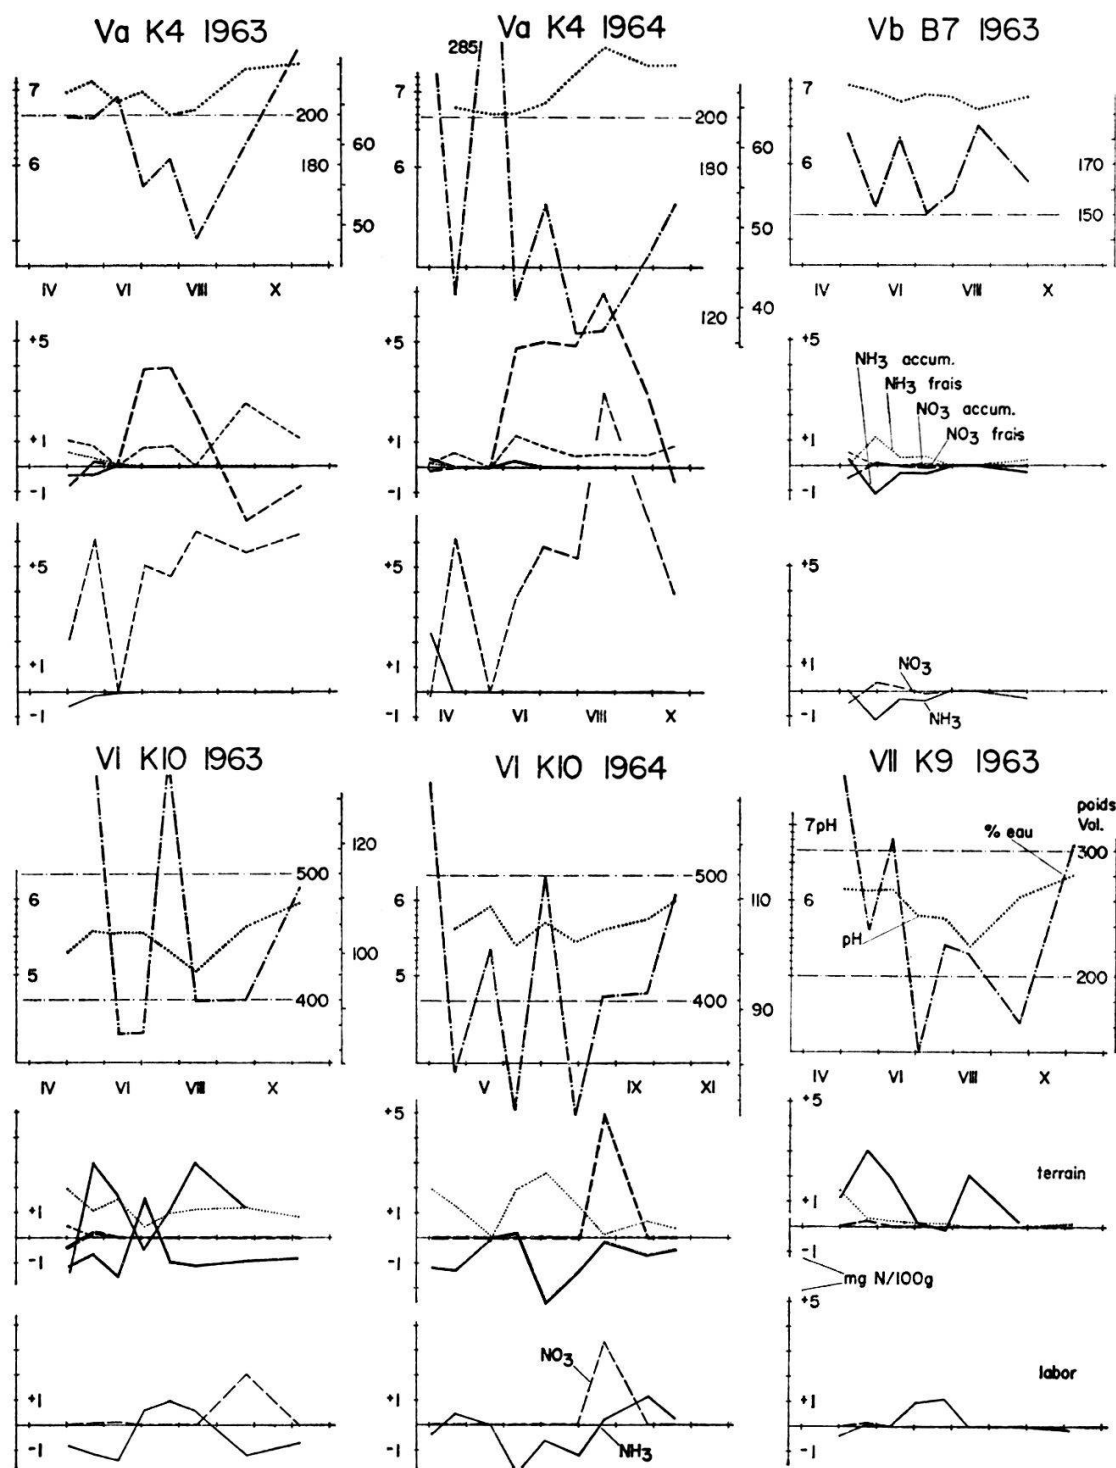 Va K4 1963
7
6
200
180
60
50
IV VI VIII X
+5
+1
-1
+5
+1
-1
Va K4 1964
285
7
6
200
180
120
60
50
40
+5
+1
-1
+5
+1
-1
IV VI VIII X
Vb B7 1963
7
6
170
150
IV VI VIII X
+5
NH3 accum.
NH3 frais
NO3 accum.
NO3 frais
+1
-1
+5
+1
NO3
-1
NH3
VI K10 1963
6
5
500
400
120
100
IV VI VIII X
+5
+1
-1
+1
-1
VI K10 1964
6
5
500
400
110
90
V IX XI
+5
+1
-1
NO3
+1
-1
NH3
VII K9 1963
7pH
poids
Vol.
% eau
300
6
pH
200
IV VI VIII X
+5
terrain
+1
-1
mg N/100g
+5
labor
+1
-1